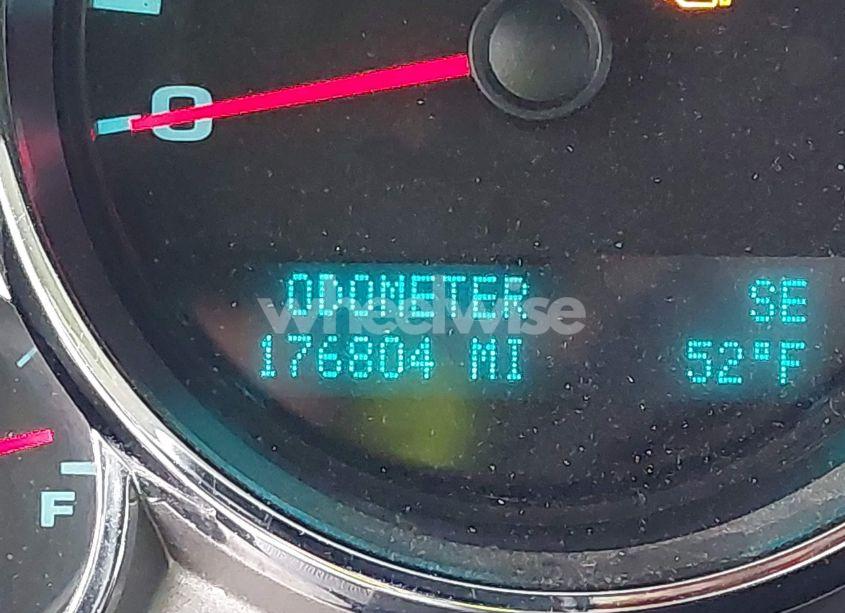 0
ODOMETER SE
wheelwise
176804 MI 52°F
F